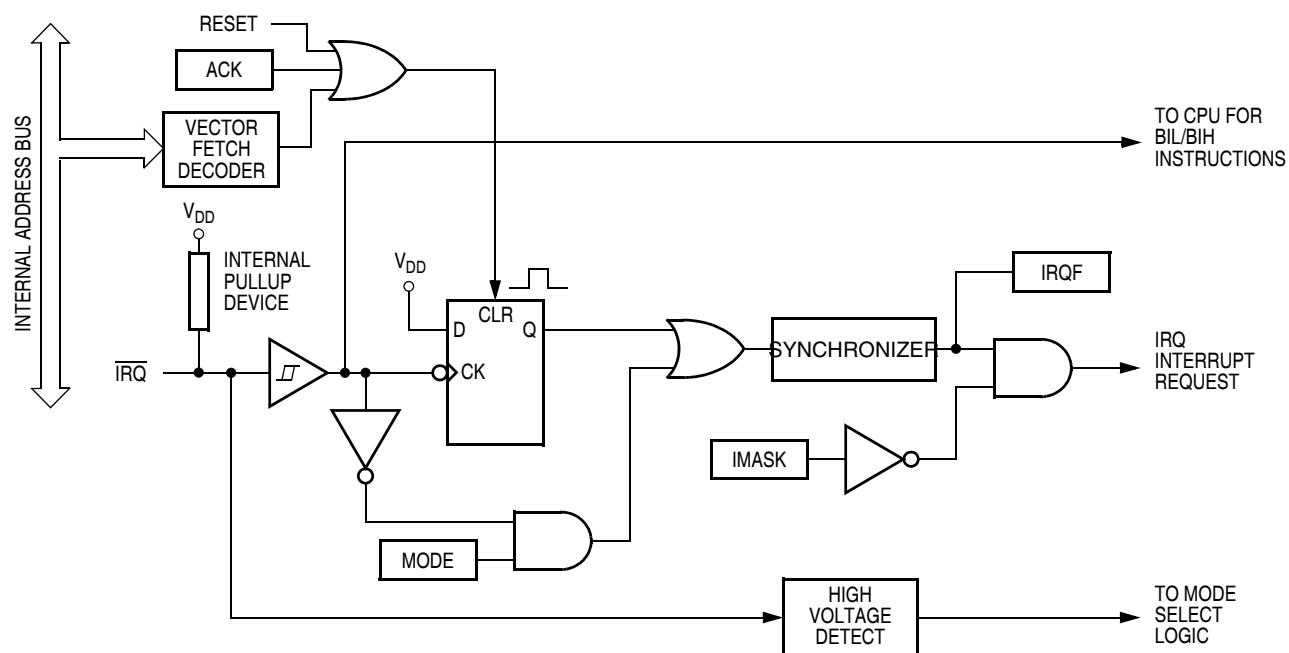 RESET
ACK
VECTOR
FETCH
DECODER
INTERNAL ADDRESS BUS
TO CPU FOR
BIL/BIH
INSTRUCTIONS
VDD
INTERNAL
PULLUP
DEVICE
VDD
IRQF
D
CLR
Q
SYNCHRONIZER
IRQ
INTERRUPT
REQUEST
IRQ
CK
IMASK
MODE
HIGH
VOLTAGE
DETECT
TO MODE
SELECT
LOGIC